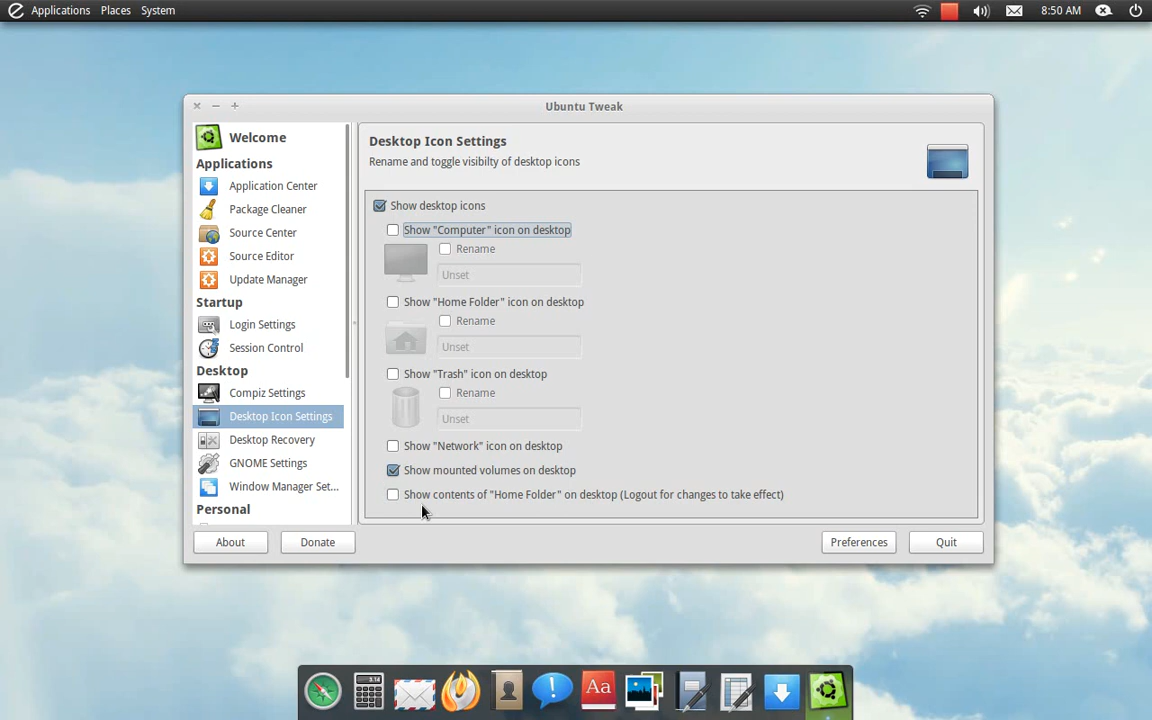 Applications Places System 8:50 AM
Ubuntu Tweak
Welcome
Applications
Application Center
Package Cleaner
Source Center
Source Editor
Update Manager
Startup
Login Settings
Session Control
Desktop
Compiz Settings
Desktop Icon Settings
Desktop Recovery
GNOME Settings
Window Manager Set...
Personal
Desktop Icon Settings
Rename and toggle visibilty of desktop icons
Show desktop icons
Show "Computer" icon on desktop
Rename
Unset
Show "Home Folder" icon on desktop
Rename
Unset
Show "Trash" icon on desktop
Rename
Unset
Show "Network" icon on desktop
Show mounted volumes on desktop
Show contents of "Home Folder" on desktop (Logout for changes to take effect)
About Donate Preferences Quit
3.14
Aa